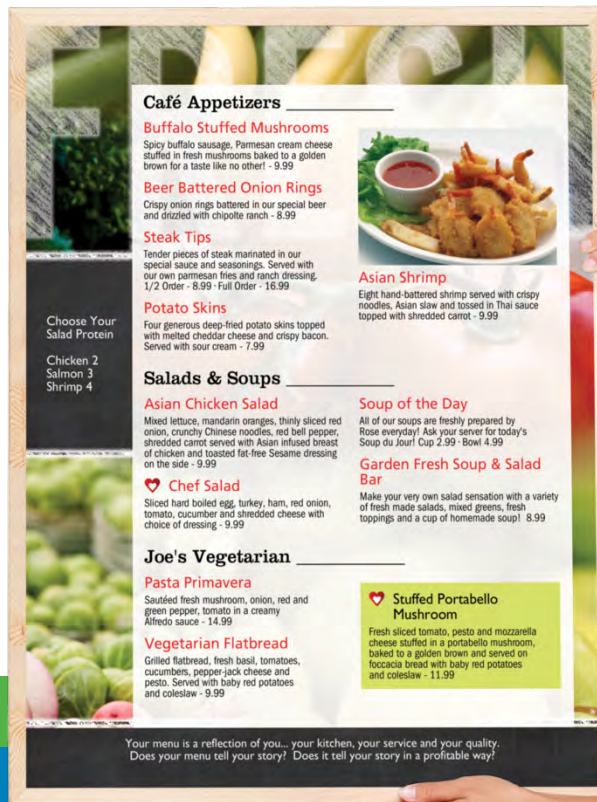 FRESH
Café Appetizers
Buffalo Stuffed Mushrooms
Spicy buffalo sausage, Parmesan cream cheese
stuffed in fresh mushrooms baked to a golden
brown for a taste like no other! - 9.99
Beer Battered Onion Rings
Crispy onion rings battered in our special beer
and drizzled with chipolte ranch - 8.99
Steak Tips
Tender pieces of steak marinated in our
special sauce and seasonings. Served with
our own parmesan fries and ranch dressing.
1/2 Order - 8.99 · Full Order - 16.99
Potato Skins
Four generous deep-fried potato skins topped
with melted cheddar cheese and crispy bacon.
Served with sour cream - 7.99
Asian Shrimp
Eight hand-battered shrimp served with crispy
noodles, Asian slaw and tossed in Thai sauce
topped with shredded carrot - 9.99
Choose Your
Salad Protein
Chicken 2
Salmon 3
Shrimp 4
Salads & Soups
Asian Chicken Salad
Mixed lettuce, mandarin oranges, thinly sliced red
onion, crunchy Chinese noodles, red bell pepper,
shredded carrot served with Asian infused breast
of chicken and toasted fat-free Sesame dressing
on the side - 9.99
Chef Salad
Sliced hard boiled egg, turkey, ham, red onion,
tomato, cucumber and shredded cheese with
choice of dressing - 9.99
Soup of the Day
All of our soups are freshly prepared by
Rose everyday! Ask your server for today's
Soup du Jour! Cup 2.99 · Bowl 4.99
Garden Fresh Soup & Salad
Bar
Make your very own salad sensation with a variety
of fresh made salads, mixed greens, fresh
toppings and a cup of homemade soup! 8.99
Joe's Vegetarian
Pasta Primavera
Sautéed fresh mushroom, onion, red and
green pepper, tomato in a creamy
Alfredo sauce - 14.99
Vegetarian Flatbread
Grilled flatbread, fresh basil, tomatoes,
cucumbers, pepper-jack cheese and
pesto. Served with baby red potatoes
and coleslaw - 9.99
Stuffed Portabello
Mushroom
Fresh sliced tomato, pesto and mozzarella
cheese stuffed in a portabello mushroom,
baked to a golden brown and served on
foccacia bread with baby red potatoes
and coleslaw - 11.99
Your menu is a reflection of you... your kitchen, your service and your quality.
Does your menu tell your story? Does it tell your story in a profitable way?